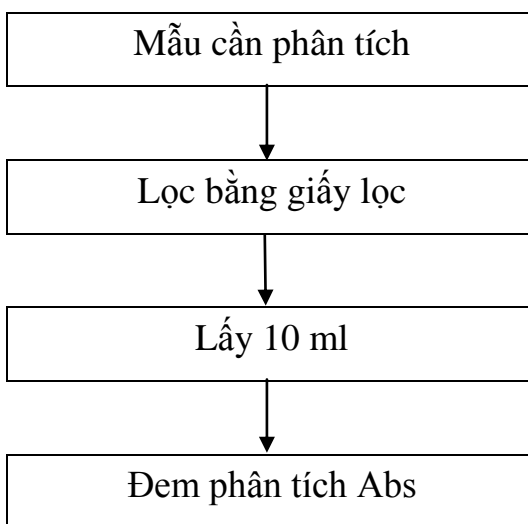 Mẫu cần phân tích
Lọc bằng giấy lọc
Lấy 10 ml
Đem phân tích Abs